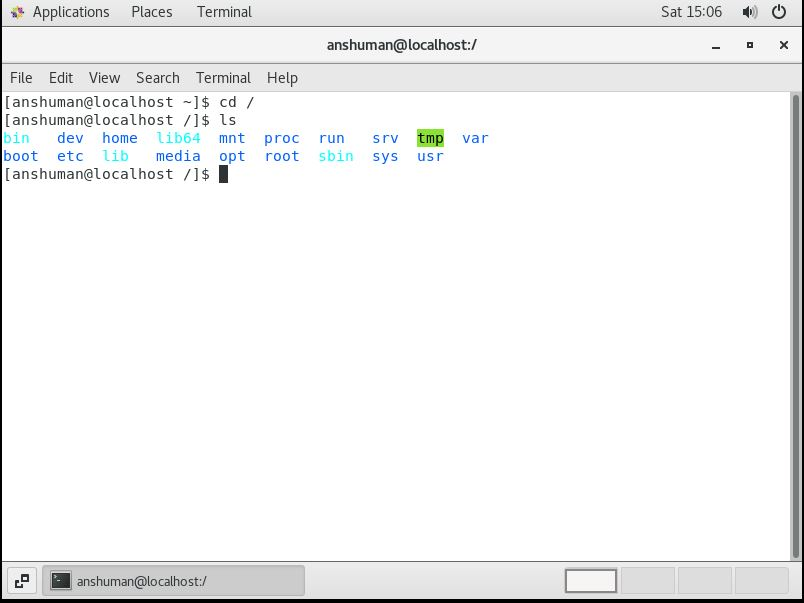 Applications Places Terminal Sat 15:06
anshuman@localhost:/
File Edit View Search Terminal Help
[anshuman@localhost ~]$ cd /
[anshuman@localhost /]$ ls
bin dev home lib64 mnt proc run srv tmp var
boot etc lib media opt root sbin sys usr
[anshuman@localhost /]$
anshuman@localhost:/